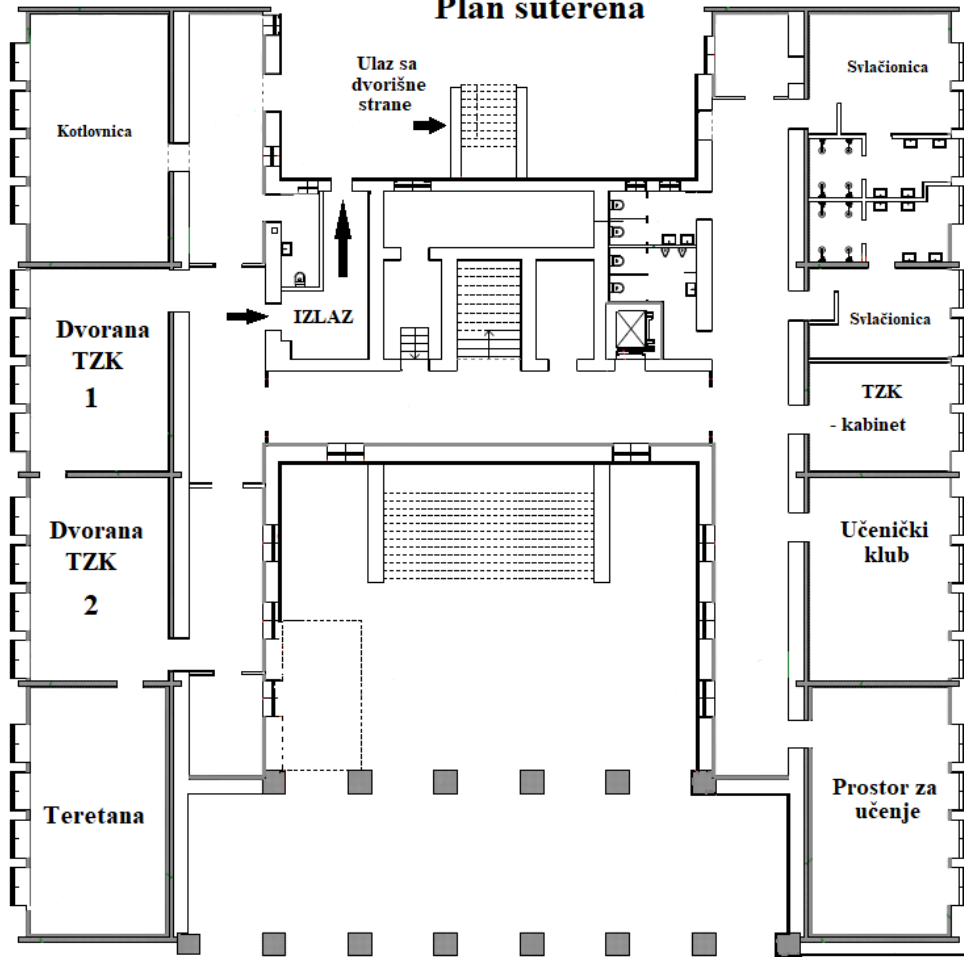 Plan suterena
Ulaz sa
dvorišne
strane
Svlačionica
Kotlovnica
IZLAZ
Svlačionica
Dvorana
TZK
1
TZK
- kabinet
Dvorana
TZK
2
Učenički
klub
Teretana
Prostor za
učenje